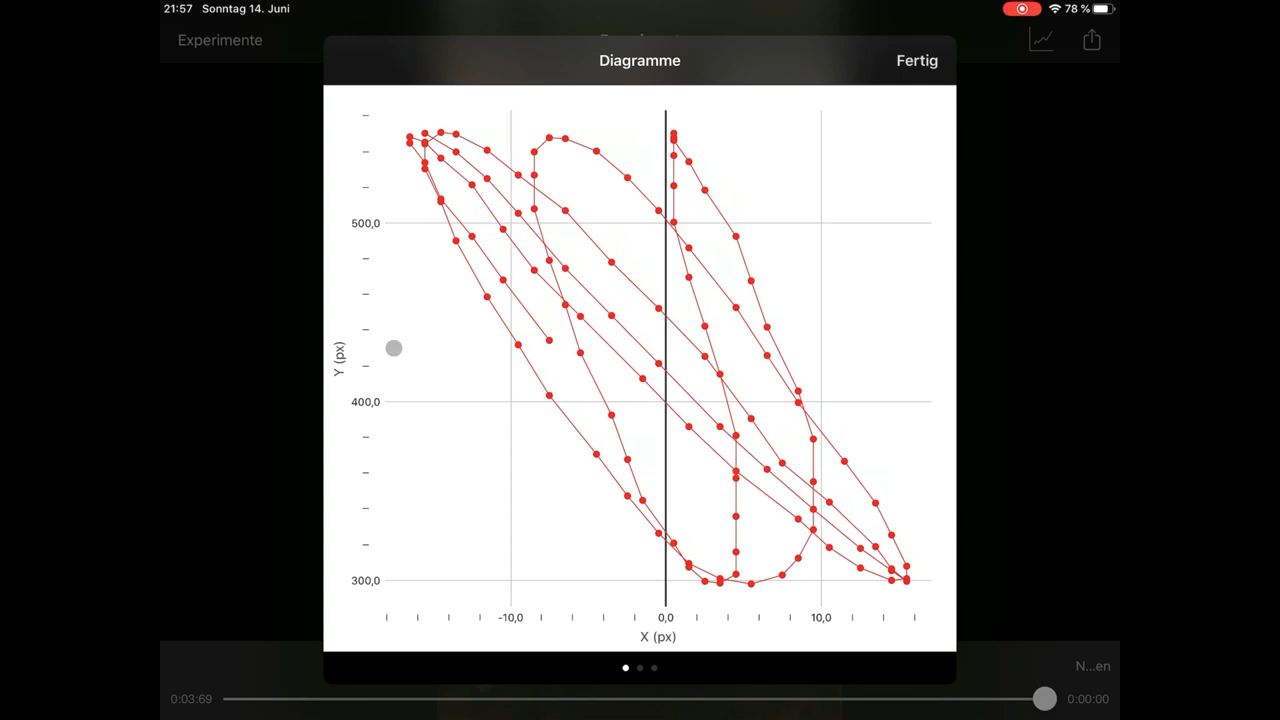 21:57 Sonntag 14. Juni
78 %
Experimente
Diagramme
Fertig
500,0
400,0
300,0
Y (px)
-10,0 0,0 10,0
X (px)
N...en
0:03:69
0:00:00